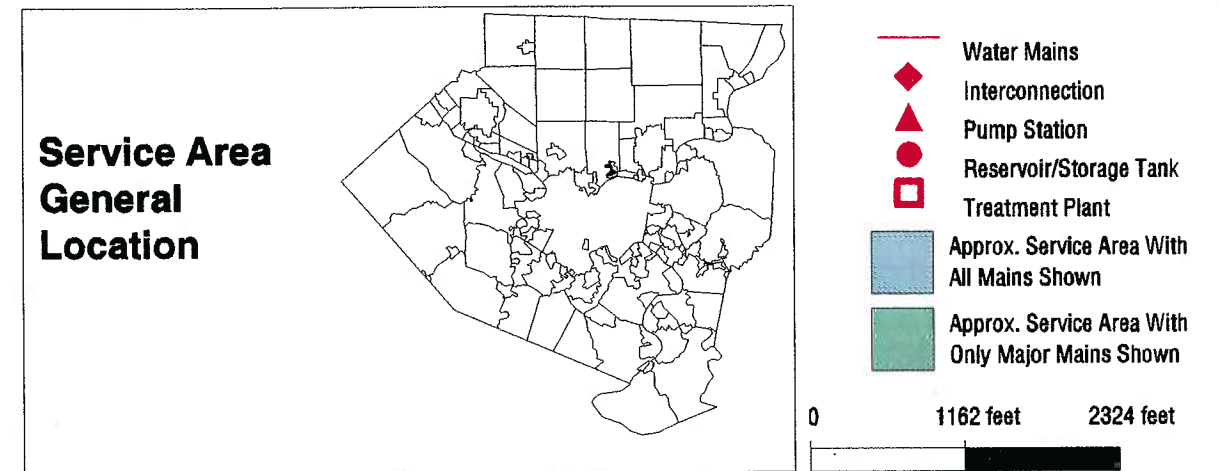 Service Area
General
Location
Water Mains
Interconnection
Pump Station
Reservoir/Storage Tank
Treatment Plant
Approx. Service Area With
All Mains Shown
Approx. Service Area With
Only Major Mains Shown
0 1162 feet 2324 feet